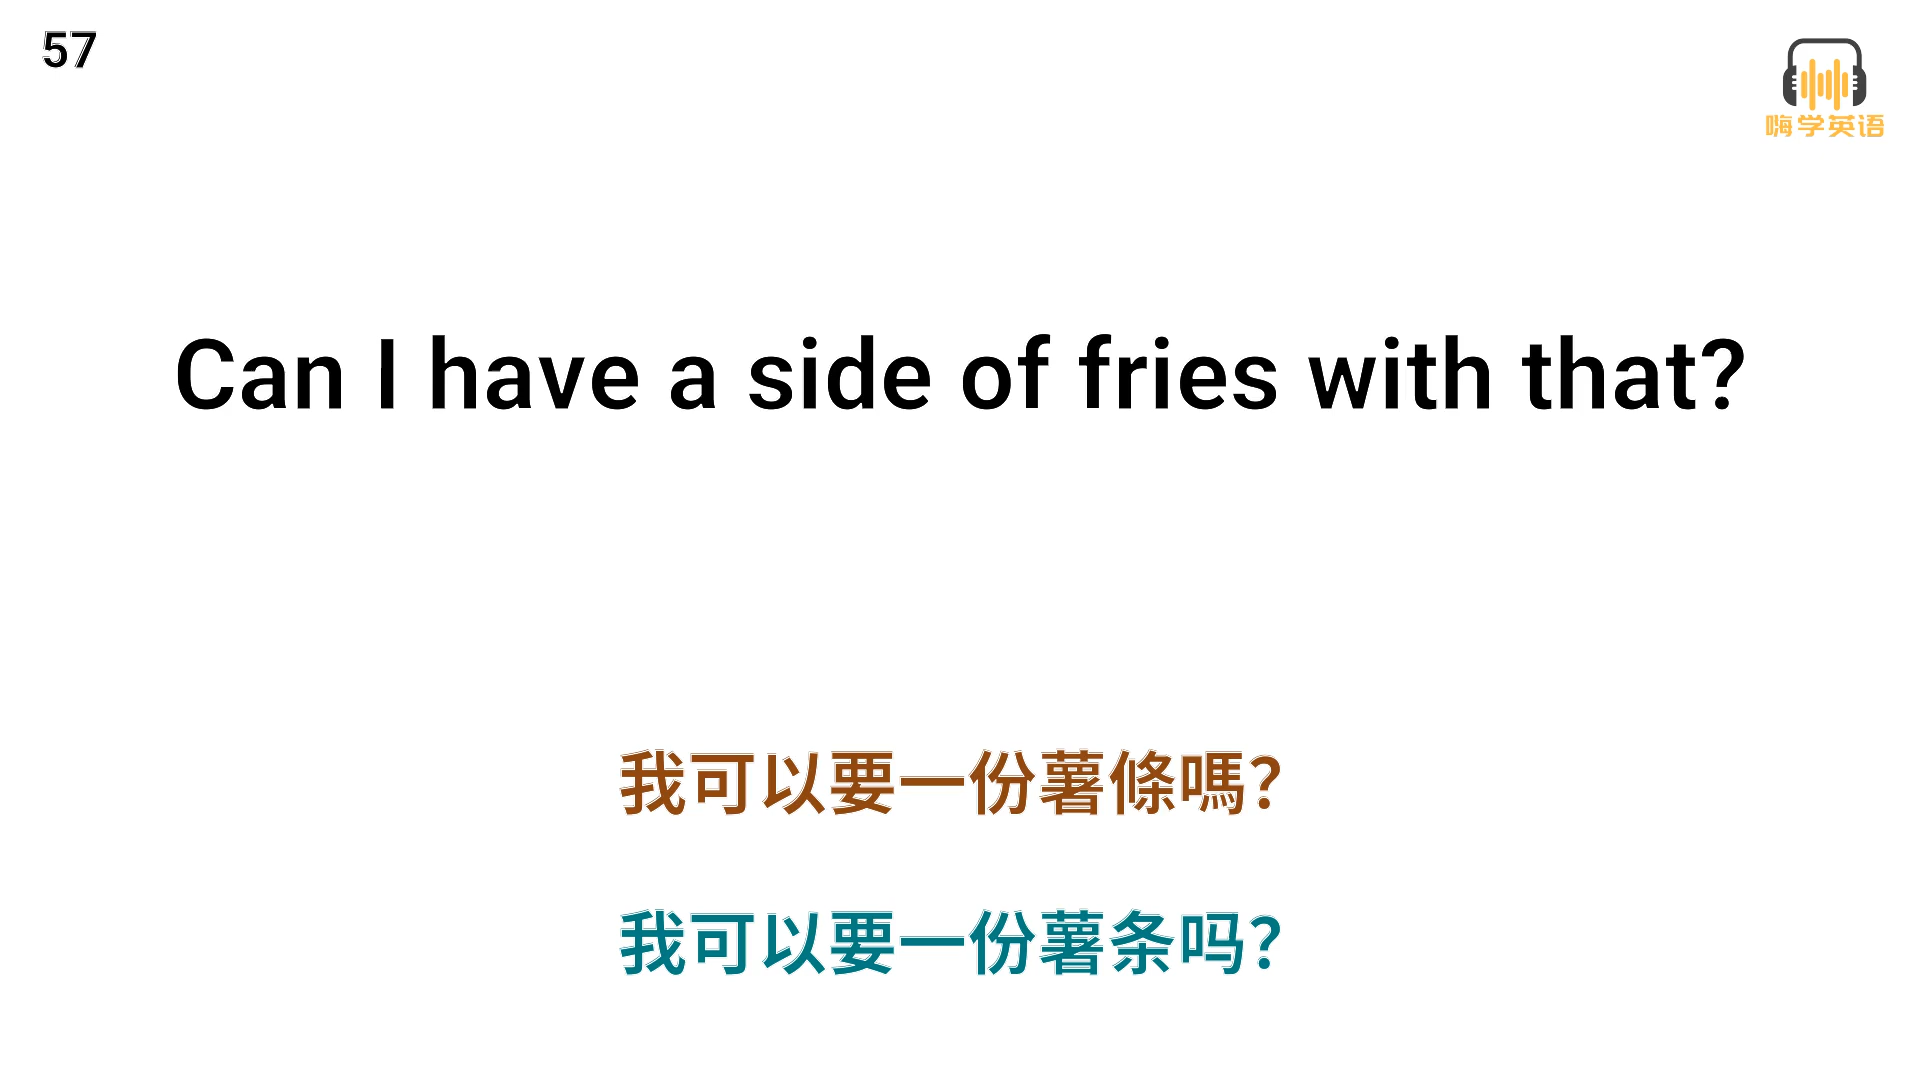 57
嗨学英语
Can I have a side of fries with that?
我可以要一份薯條嗎?
我可以要一份薯条吗?